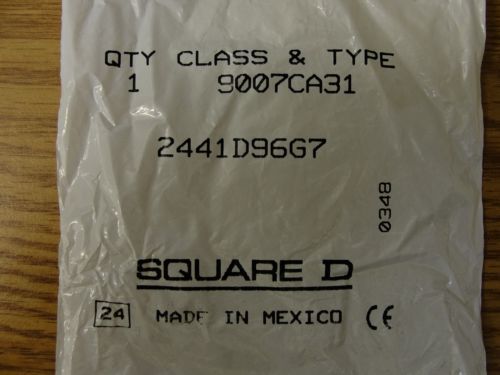 QTY CLASS & TYPE
1 9007CA31
2441D96G7
0348
SQUARE D
24 MADE IN MEXICO CE